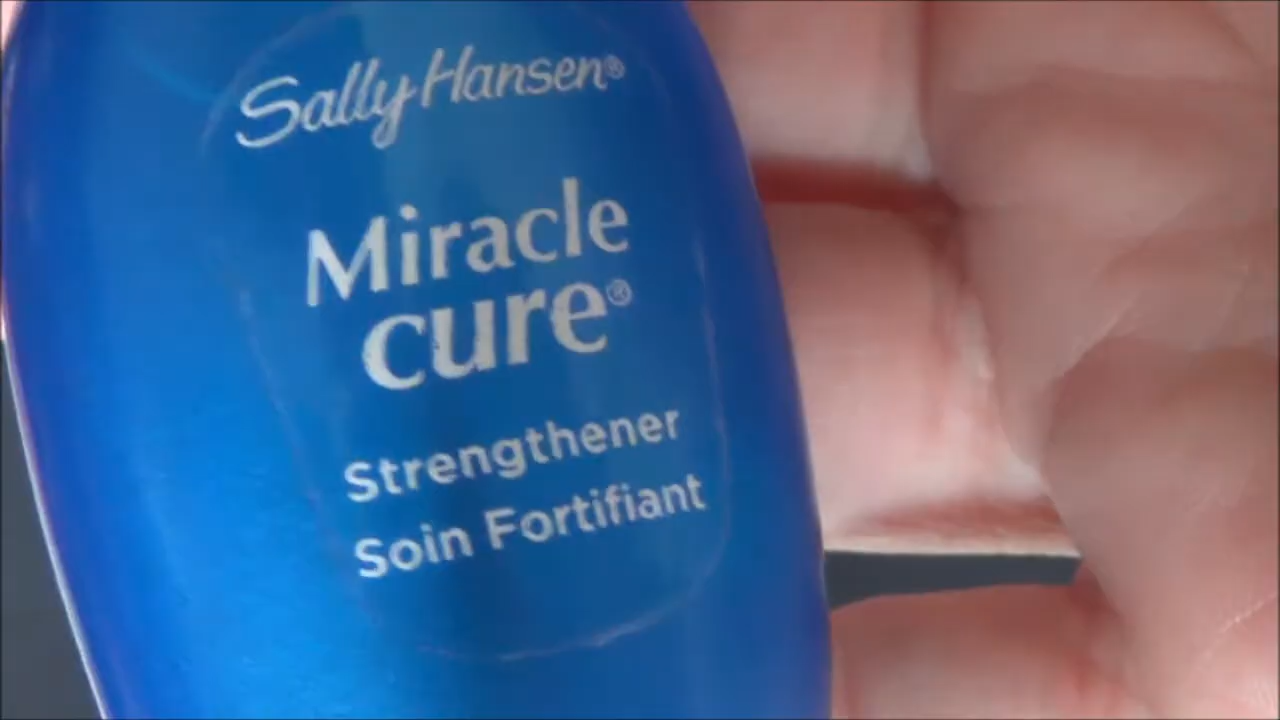 Sally Hansen®
Miracle
cure®
Strengthener
Soin Fortifiant